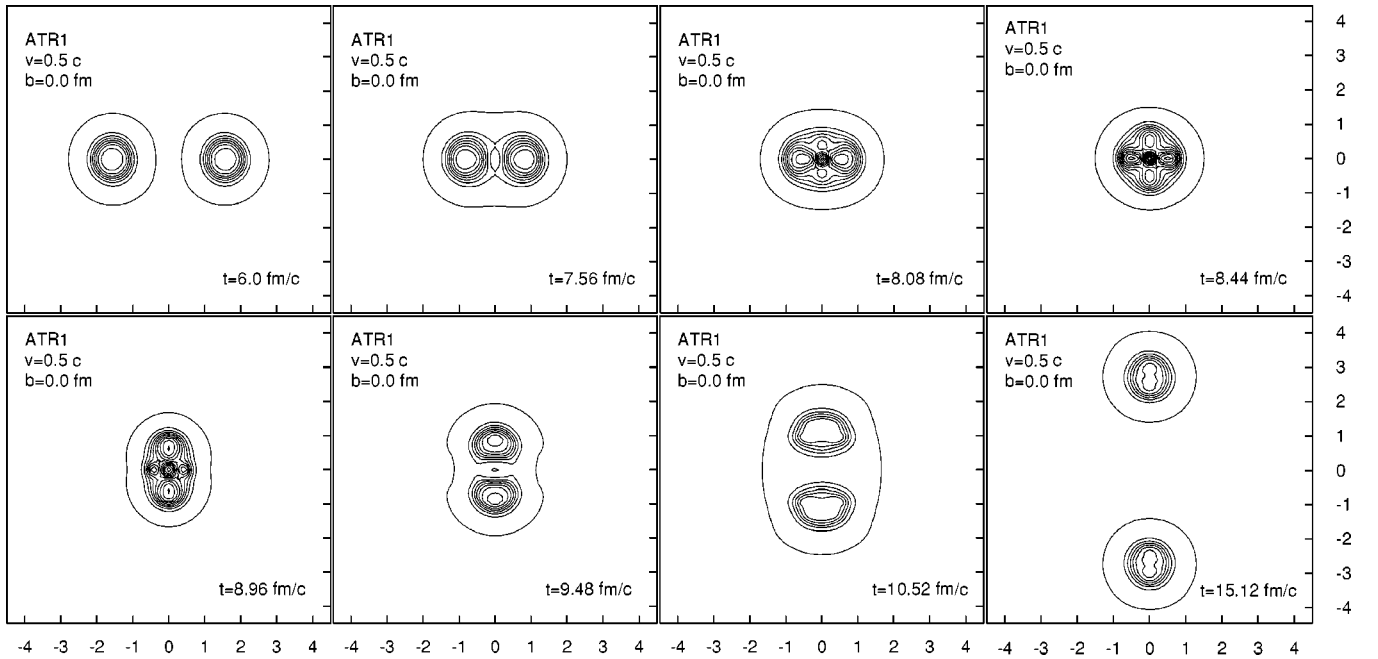 ATR1
v=0.5 c
b=0.0 fm
t=6.0 fm/c
ATR1
v=0.5 c
b=0.0 fm
t=7.56 fm/c
ATR1
v=0.5 c
b=0.0 fm
t=8.08 fm/c
ATR1
v=0.5 c
b=0.0 fm
t=8.44 fm/c
4
3
2
1
0
-1
-2
-3
-4
ATR1
v=0.5 c
b=0.0 fm
t=8.96 fm/c
ATR1
v=0.5 c
b=0.0 fm
t=9.48 fm/c
ATR1
v=0.5 c
b=0.0 fm
t=10.52 fm/c
ATR1
v=0.5 c
b=0.0 fm
t=15.12 fm/c
4
3
2
1
0
-1
-2
-3
-4
-4 -3 -2 -1 0 1 2 3 4 -4 -3 -2 -1 0 1 2 3 4 -4 -3 -2 -1 0 1 2 3 4 -4 -3 -2 -1 0 1 2 3 4